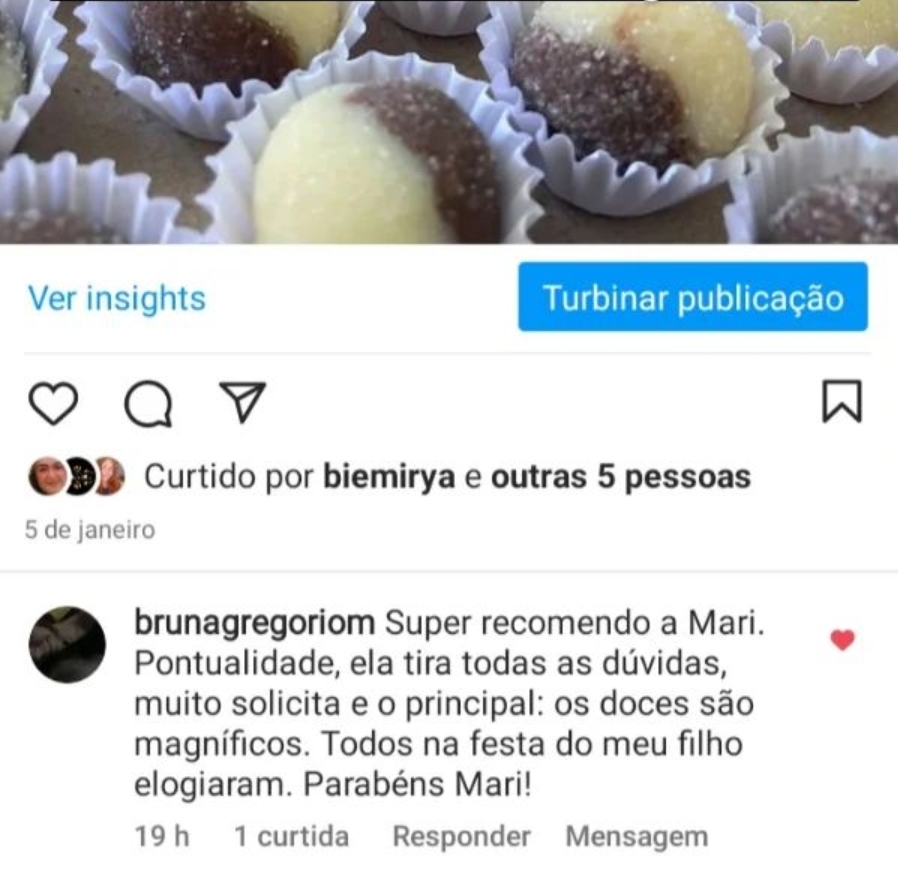 Ver insights
Turbinar publicação
Curtido por biemirya e outras 5 pessoas
5 de janeiro
brunagregoriom Super recomendo a Mari.
Pontualidade, ela tira todas as dúvidas,
muito solicita e o principal: os doces são
magníficos. Todos na festa do meu filho
elogiaram. Parabéns Mari!
19 h 1 curtida Responder Mensagem